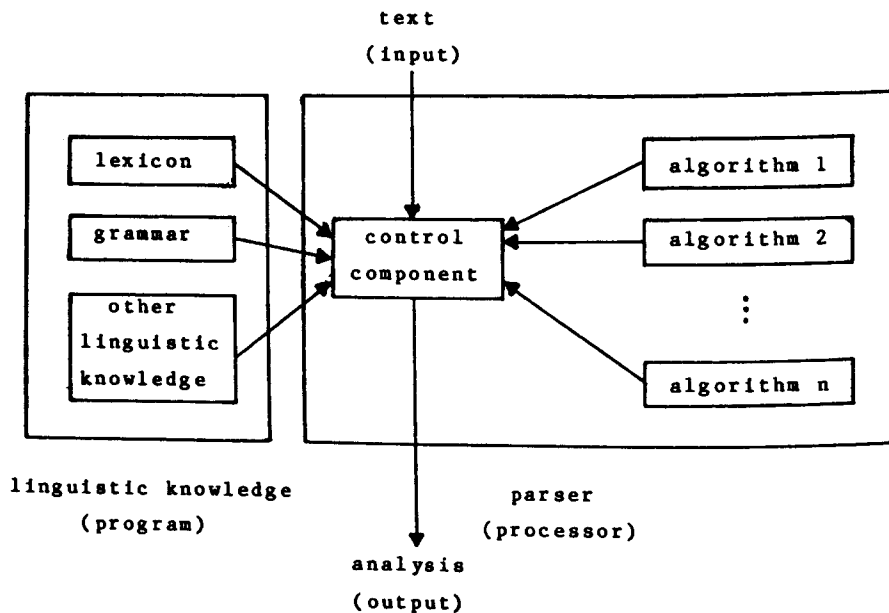 text
(input)
lexicon
grammar
other
linguistic
knowledge
control
component
algorithm 1
algorithm 2
⋮
algorithm n
linguistic knowledge
(program)
parser
(processor)
analysis
(output)